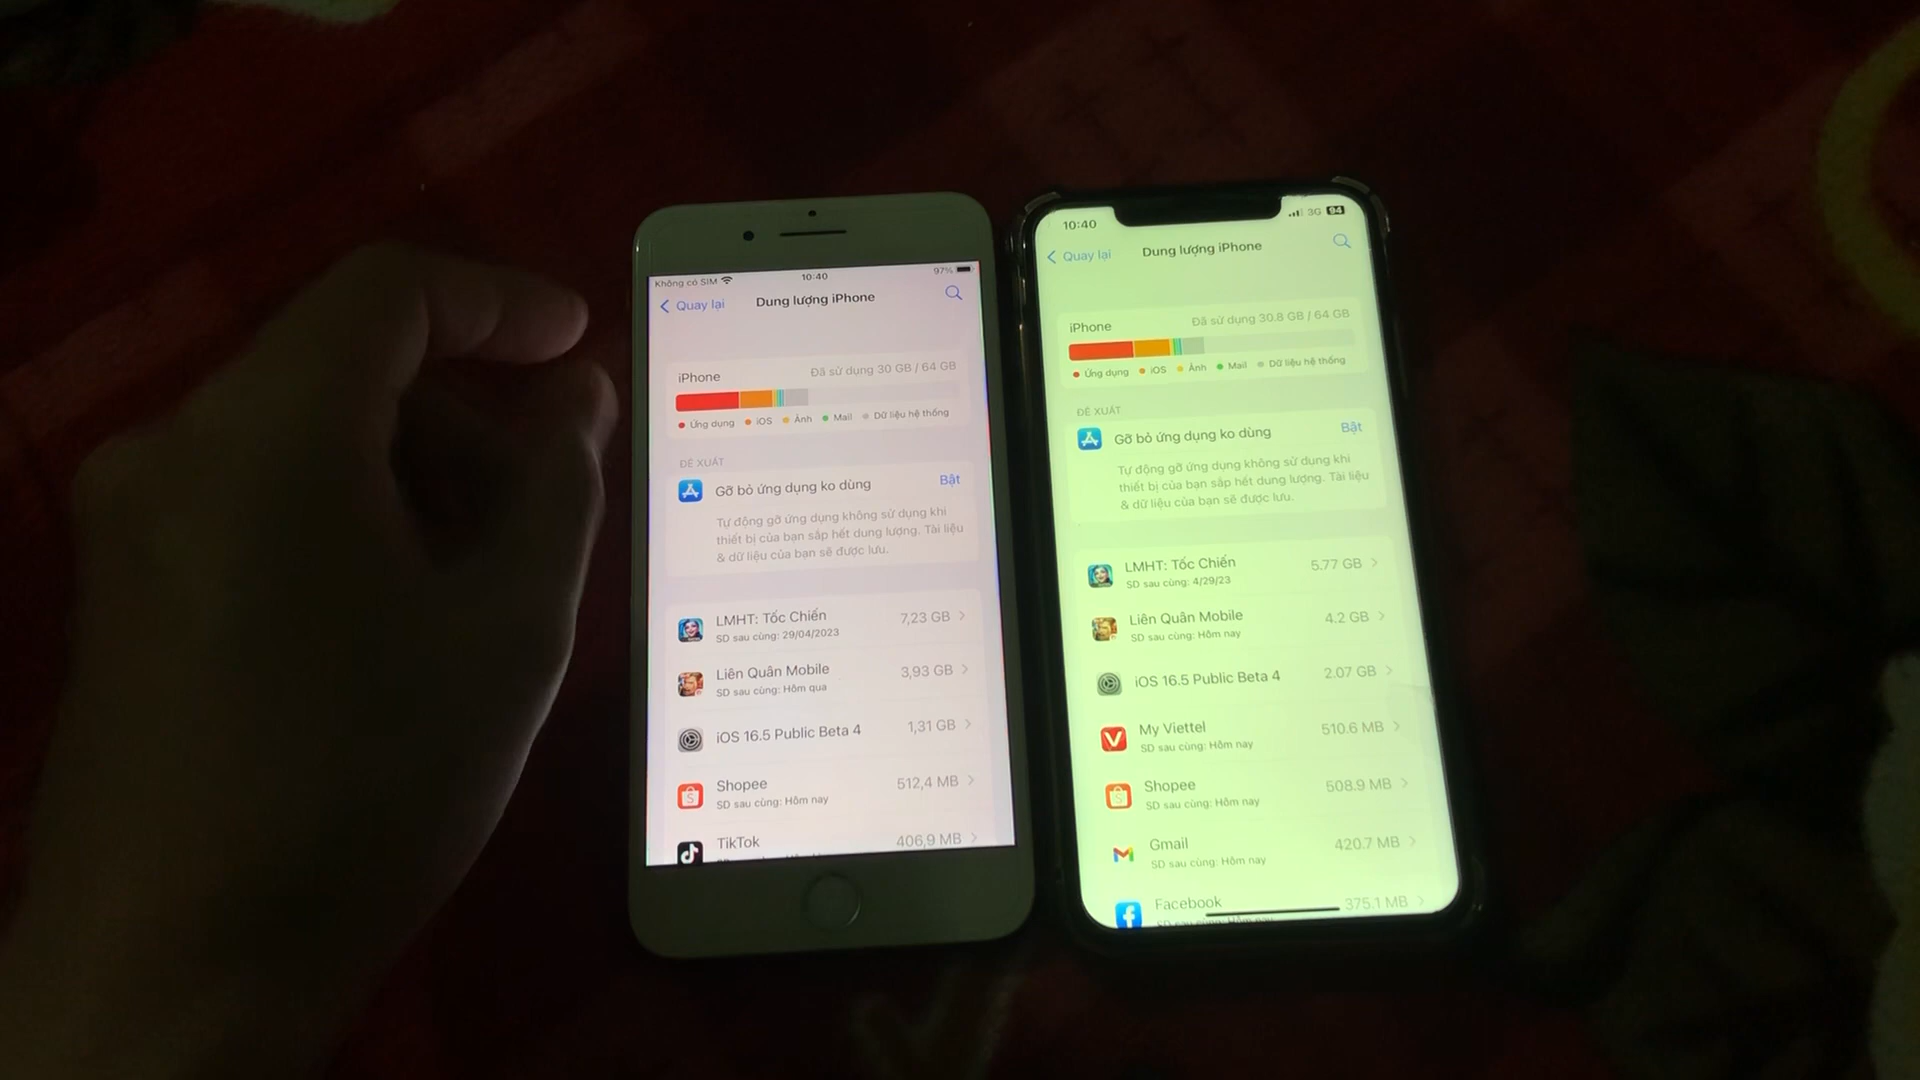 Không có SIM
10:40
97%
Quay lại
Dung lượng iPhone
iPhone
Đã sử dụng 30 GB / 64 GB
Ứng dụng
iOS
Ảnh
Mail
Dữ liệu hệ thống
ĐỀ XUẤT
Gỡ bỏ ứng dụng ko dùng
Bật
Tự động gỡ ứng dụng không sử dụng khi
thiết bị của bạn sắp hết dung lượng. Tài liệu
& dữ liệu của bạn sẽ được lưu.
LMHT: Tốc Chiến
7,23 GB
SD sau cùng: 29/04/2023
Liên Quân Mobile
3,93 GB
SD sau cùng: Hôm qua
iOS 16.5 Public Beta 4
1,31 GB
Shopee
512,4 MB
SD sau cùng: Hôm nay
TikTok
406,9 MB
10:40
3G
94
Quay lại
Dung lượng iPhone
iPhone
Đã sử dụng 30.8 GB / 64 GB
Ứng dụng
iOS
Ảnh
Mail
Dữ liệu hệ thống
ĐỀ XUẤT
Gỡ bỏ ứng dụng ko dùng
Bật
Tự động gỡ ứng dụng không sử dụng khi
thiết bị của bạn sắp hết dung lượng. Tài liệu
& dữ liệu của bạn sẽ được lưu.
LMHT: Tốc Chiến
5.77 GB
SD sau cùng: 4/29/23
Liên Quân Mobile
4.2 GB
SD sau cùng: Hôm nay
iOS 16.5 Public Beta 4
2.07 GB
My Viettel
510.6 MB
SD sau cùng: Hôm nay
Shopee
508.9 MB
SD sau cùng: Hôm nay
Gmail
420.7 MB
SD sau cùng: Hôm nay
Facebook
375.1 MB